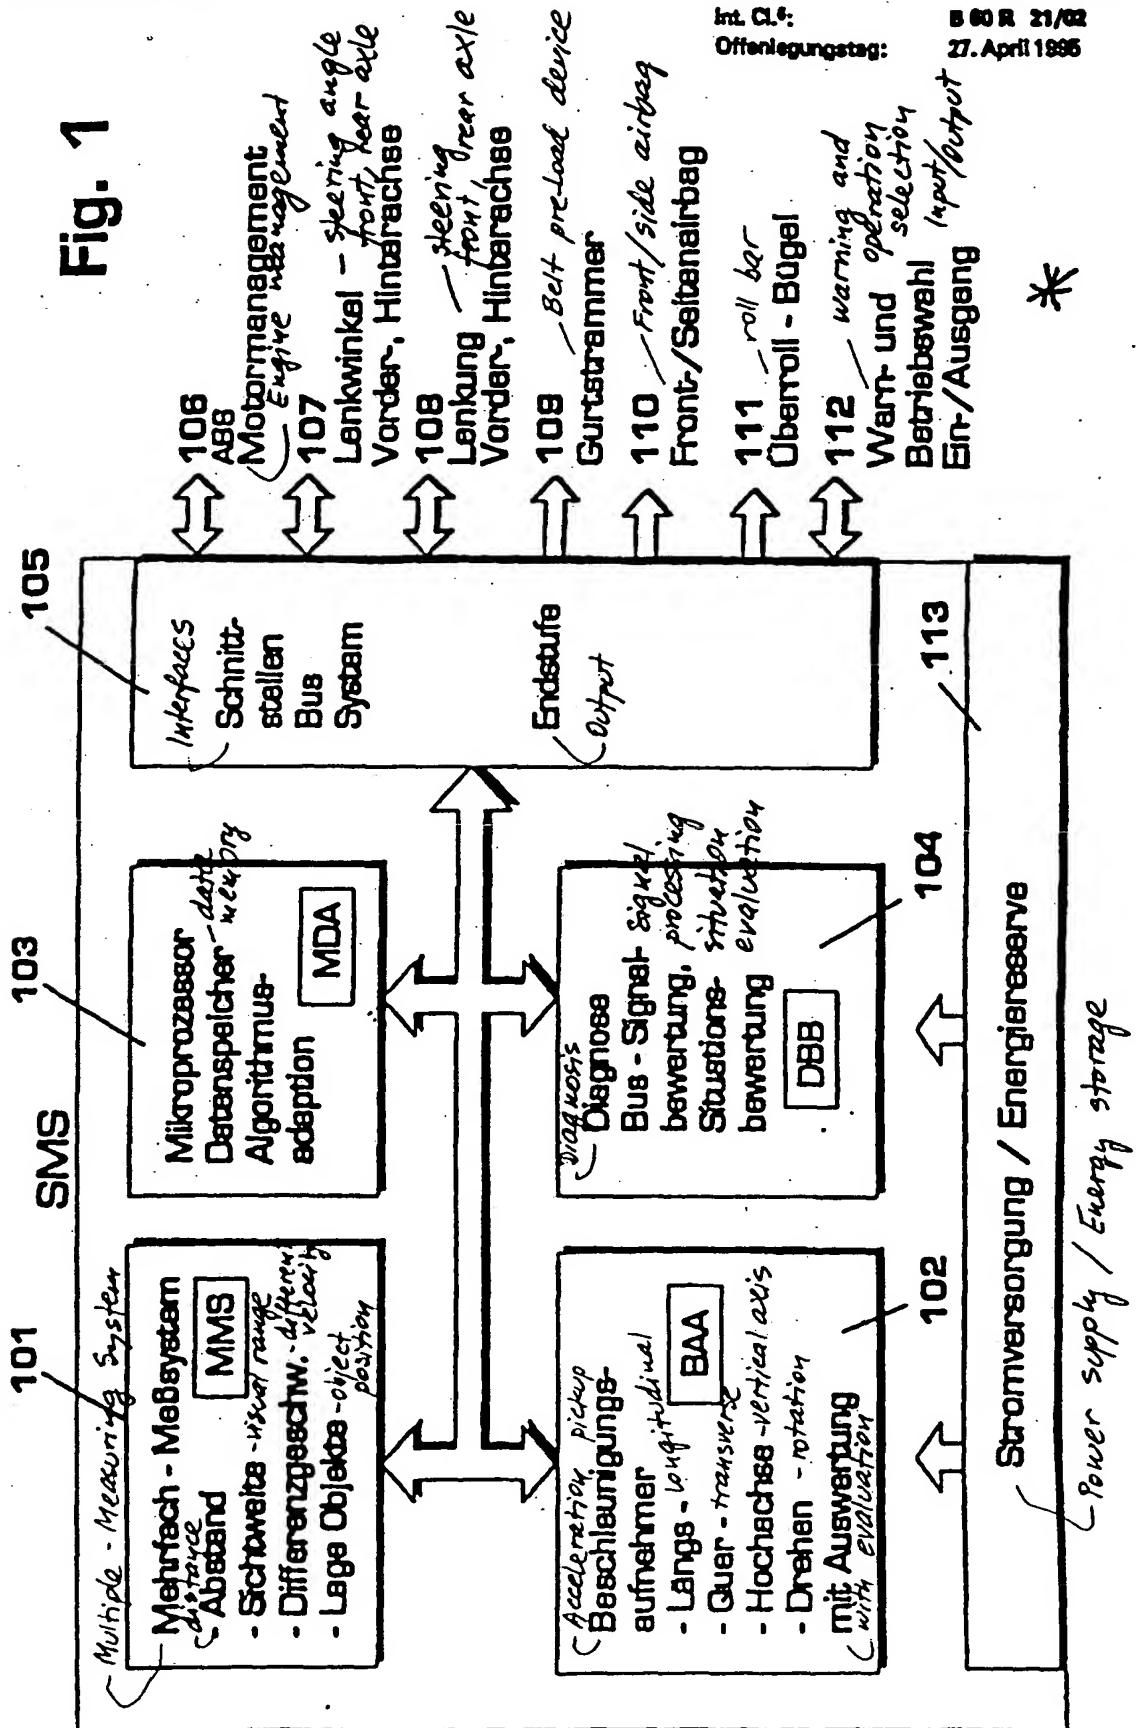 Int. Cl.⁶:
B 60 R 21/02
Offenlegungstag:
27. April 1995
Fig. 1
SMS
101
Multiple - Measuring System
Mehrfach - Meßsystem
distance
- Abstand
MMS
- Sichtweite - visual range
- Differenzgeschw. - different
velocity
- Lage Objekte - object
position
103
Mikroprozessor
Datenspeicher - data
memory
Algorithmus-
adaption
MDA
105
Interfaces
Schnitt-
stellen
Bus
System
Endstufe
Output
106
ABS
Motormanagement
Engine management
107
Lenkwinkel - steering angle
front, rear axle
Vorder-, Hinterachse
108
Lenkung - steering
front, rear axle
Vorder-, Hinterachse
109
Gurtstrammer
Belt pre-load device
110
Front-/Seitenairbag
Front/side airbag
111
Überroll - Bügel
roll bar
112
Warn- und
warning and
operation
selection
Betriebswahl
Ein-/Ausgang
Input/Output
*
Acceleration pickup
Beschleunigungs-
aufnehmer
- Längs - longitudinal
BAA
- Quer - transverse
- Hochachse - vertical axis
- Drehen - rotation
mit Auswertung
with evaluation
102
Diagnosis
Diagnose
Bus - Signal- signal
bewertung, processing
Situations- situation
bewertung evaluation
DBB
104
113
Stromversorgung / Energiereserve
Power supply / Energy storage